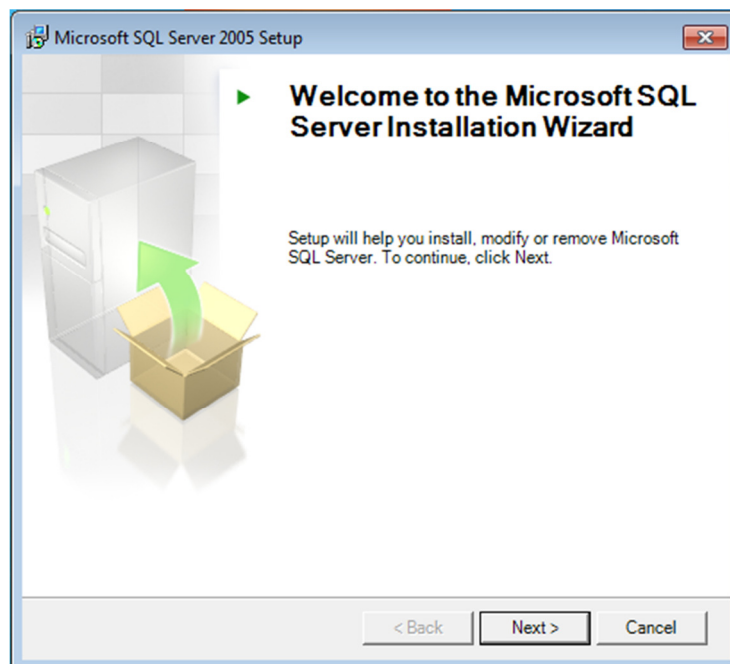 Microsoft SQL Server 2005 Setup
Welcome to the Microsoft SQL
Server Installation Wizard
Setup will help you install, modify or remove Microsoft
SQL Server. To continue, click Next.
< Back Next > Cancel